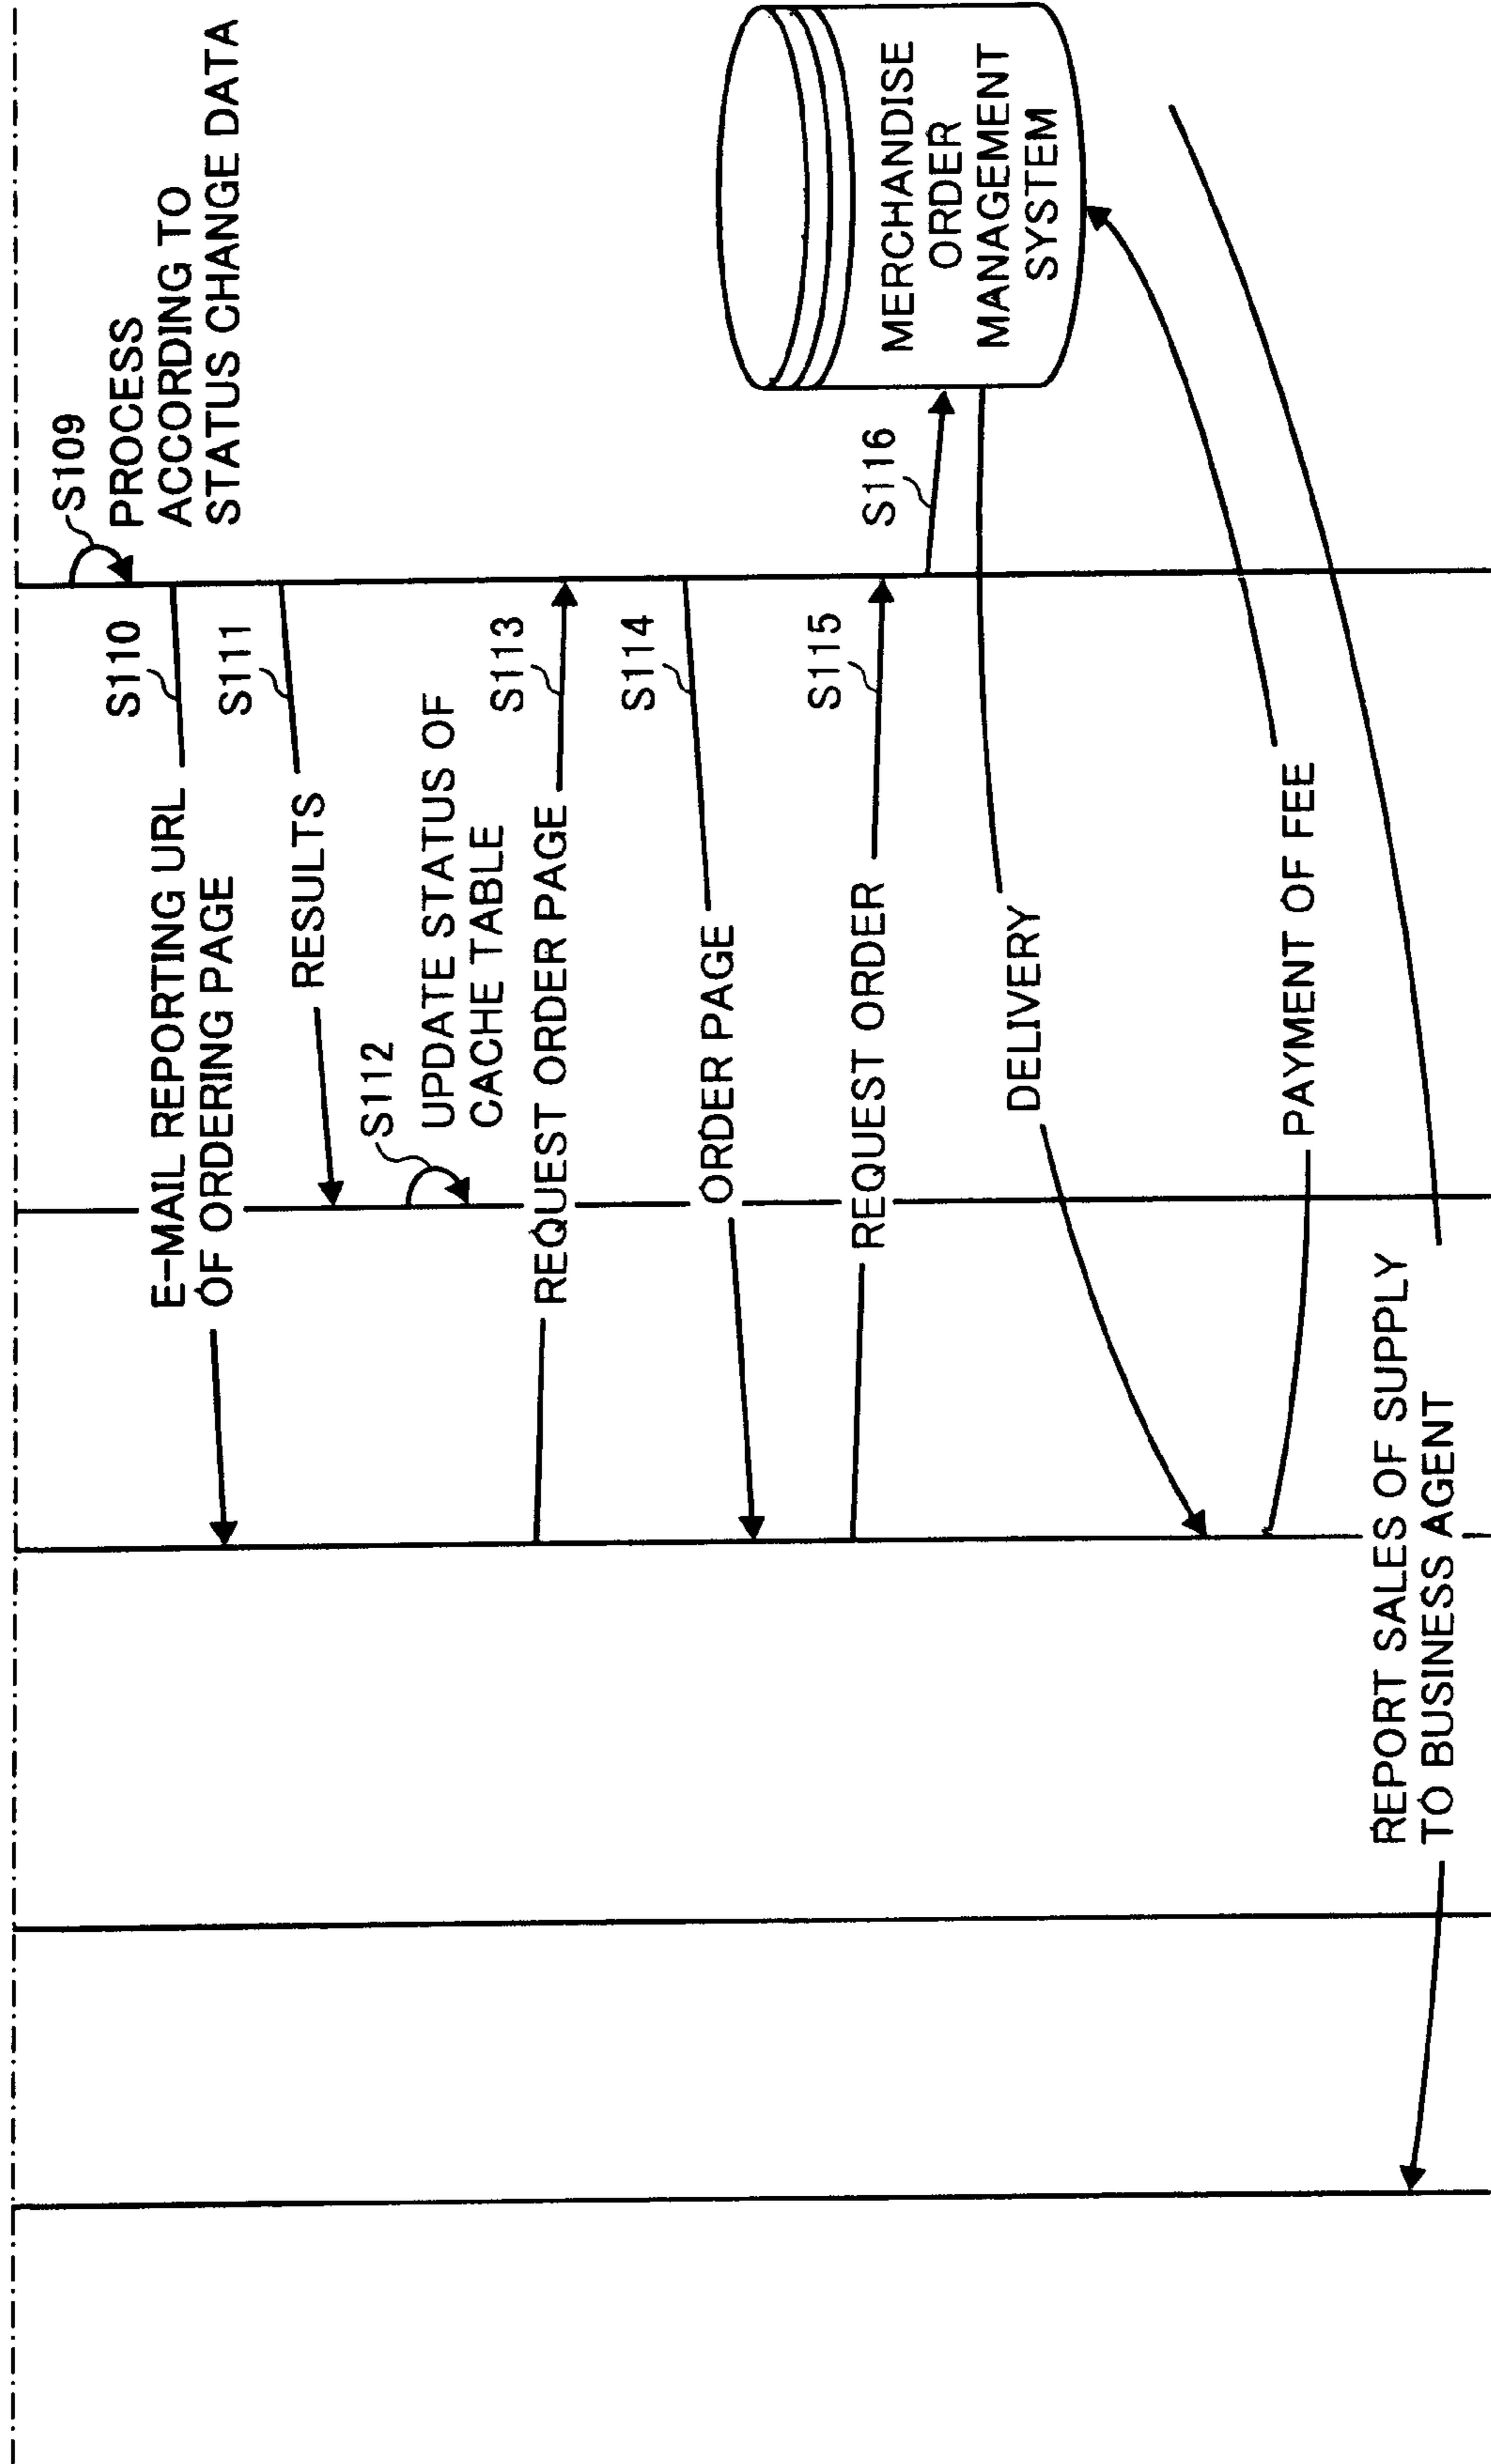 S109
PROCESS
ACCORDING TO
STATUS CHANGE DATA
S110
E-MAIL REPORTING URL
OF ORDERING PAGE
S111
RESULTS
S112
UPDATE STATUS OF
CACHE TABLE
S113
REQUEST ORDER PAGE
S114
ORDER PAGE
S115
REQUEST ORDER
S116
MERCHANDISE
ORDER
MANAGEMENT
SYSTEM
DELIVERY
PAYMENT OF FEE
REPORT SALES OF SUPPLY
TO BUSINESS AGENT